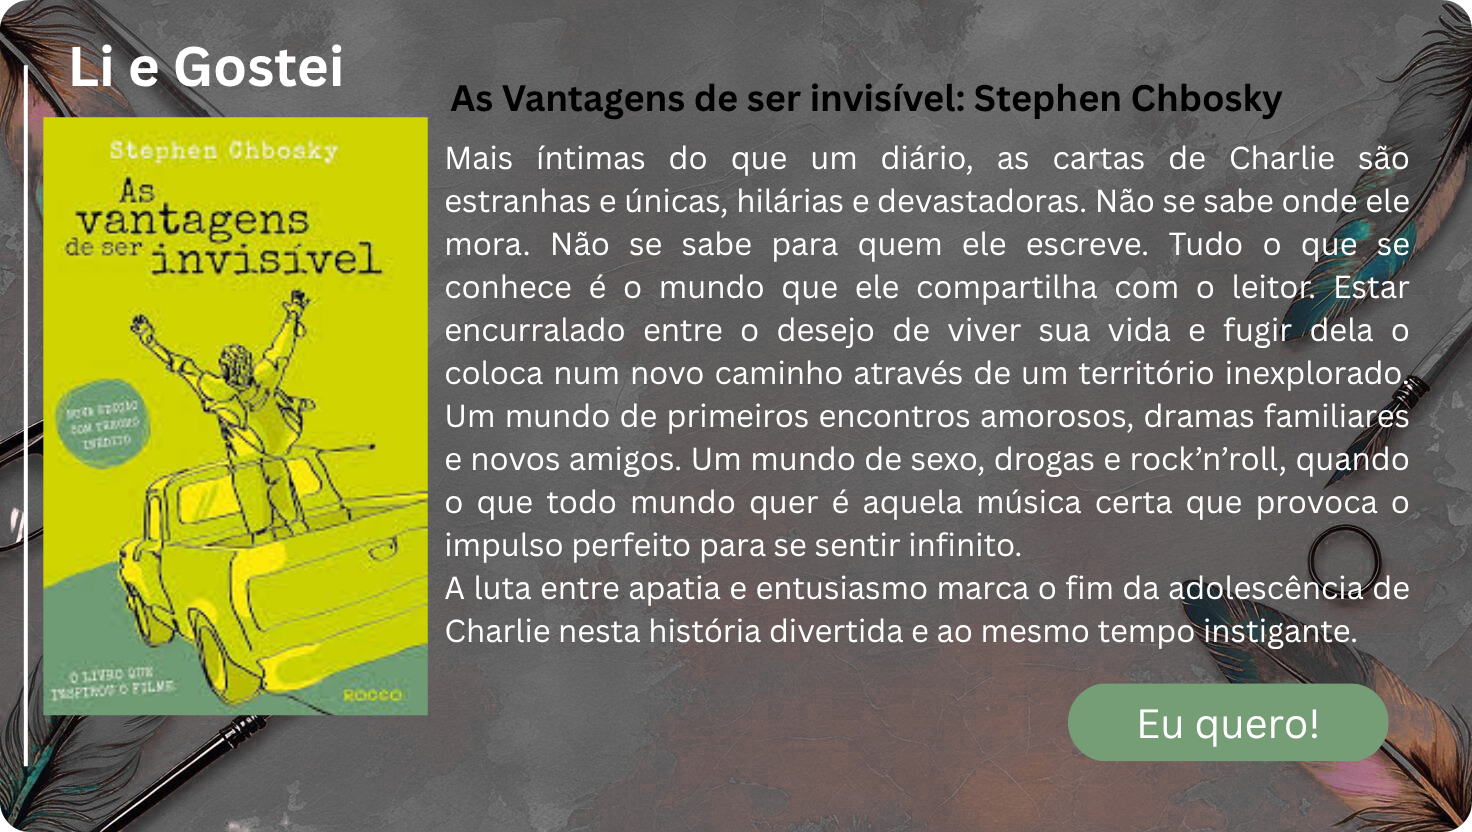 Li e Gostei
As Vantagens de ser invisível: Stephen Chbosky
Stephen Chbosky
As
vantagens
de ser invisível
NOVA EDIÇÃO
COM TEXTO
INÉDITO
O LIVRO QUE
INSPIROU O FILME
ROCCO
Mais íntimas do que um diário, as cartas de Charlie são
estranhas e únicas, hilárias e devastadoras. Não se sabe onde ele
mora. Não se sabe para quem ele escreve. Tudo o que se
conhece é o mundo que ele compartilha com o leitor. Estar
encurralado entre o desejo de viver sua vida e fugir dela o
coloca num novo caminho através de um território inexplorado.
Um mundo de primeiros encontros amorosos, dramas familiares
e novos amigos. Um mundo de sexo, drogas e rock’n’roll, quando
o que todo mundo quer é aquela música certa que provoca o
impulso perfeito para se sentir infinito.
A luta entre apatia e entusiasmo marca o fim da adolescência de
Charlie nesta história divertida e ao mesmo tempo instigante.
Eu quero!